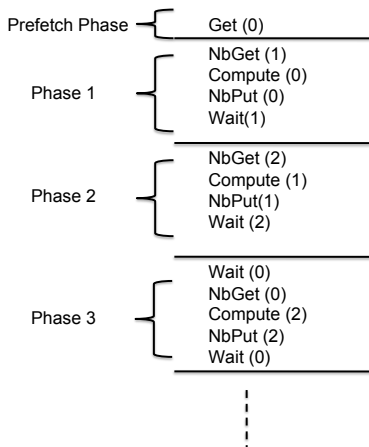 Prefetch Phase
Get (0)
Phase 1
NbGet (1)
Compute (0)
NbPut (0)
Wait(1)
Phase 2
NbGet (2)
Compute (1)
NbPut(1)
Wait (2)
Phase 3
Wait (0)
NbGet (0)
Compute (2)
NbPut (2)
Wait (0)